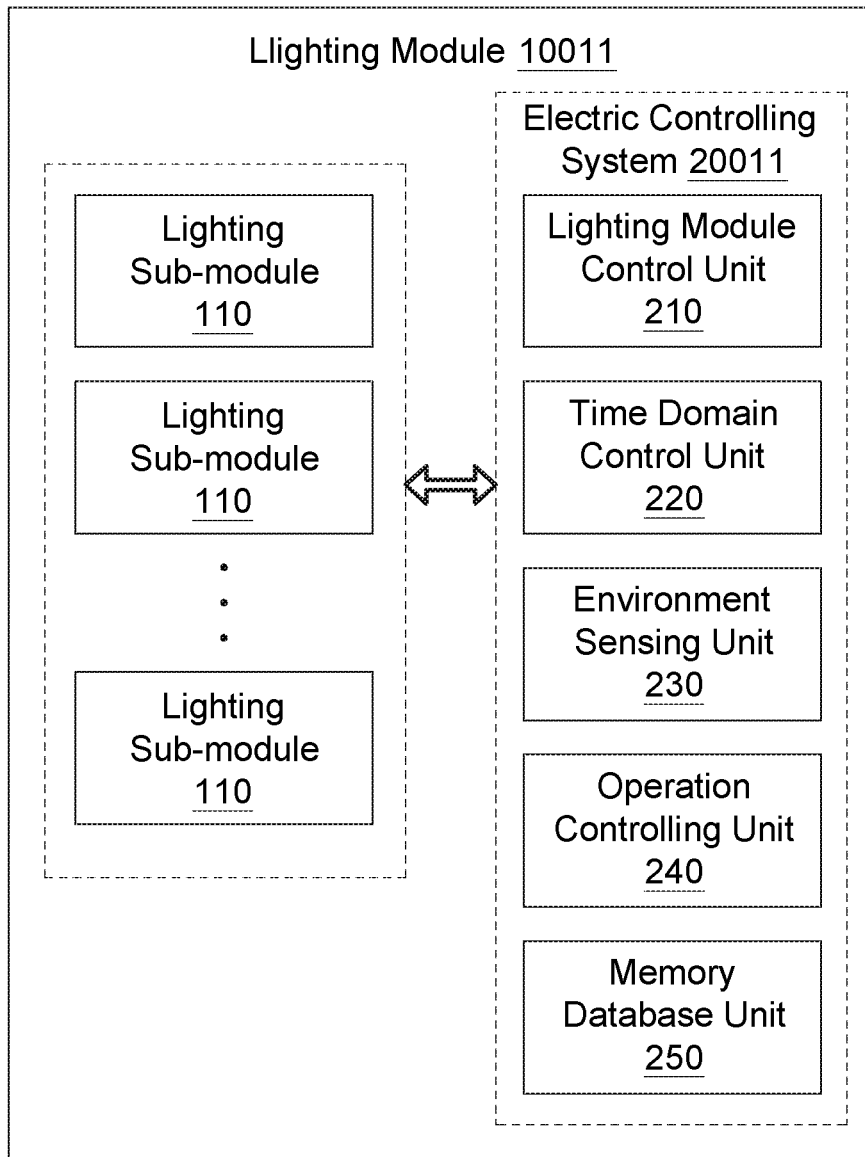 Llighting Module 10011
Lighting
Sub-module
110
Lighting
Sub-module
110
Lighting
Sub-module
110
Electric Controlling
System 20011
Lighting Module
Control Unit
210
Time Domain
Control Unit
220
Environment
Sensing Unit
230
Operation
Controlling Unit
240
Memory
Database Unit
250